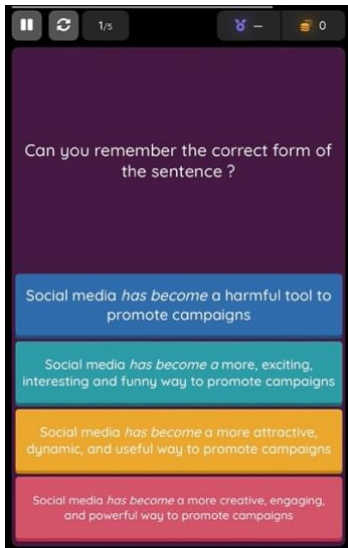 1/5
–
0
Can you remember the correct form of
the sentence ?
Social media has become a harmful tool to
promote campaigns
Social media has become a more, exciting,
interesting and funny way to promote campaigns
Social media has become a more attractive,
dynamic, and useful way to promote campaigns
Social media has become a more creative, engaging,
and powerful way to promote campaigns